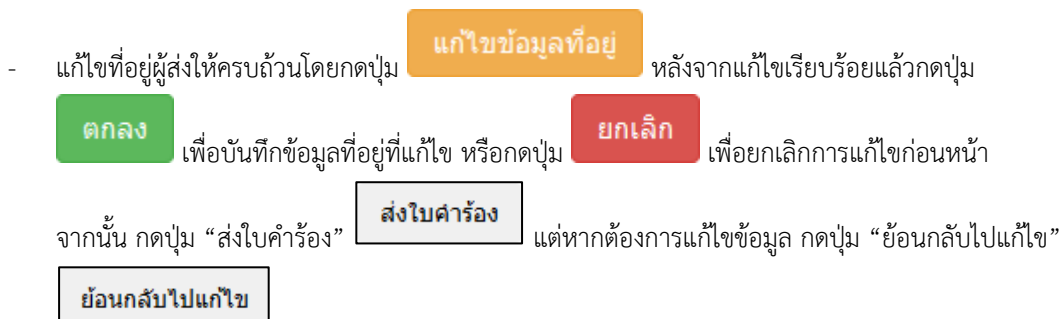 - แก้ไขที่อยู่ผู้ส่งให้ครบถ้วนโดยกดปุ่ม แก้ไขข้อมูลที่อยู่ หลังจากแก้ไขเรียบร้อยแล้วกดปุ่ม
ตกลง เพื่อบันทึกข้อมูลที่อยู่ที่แก้ไข หรือกดปุ่ม ยกเลิก เพื่อยกเลิกการแก้ไขก่อนหน้า
จากนั้น กดปุ่ม “ส่งใบคำร้อง” ส่งใบคำร้อง แต่หากต้องการแก้ไขข้อมูล กดปุ่ม “ย้อนกลับไปแก้ไข”
ย้อนกลับไปแก้ไข